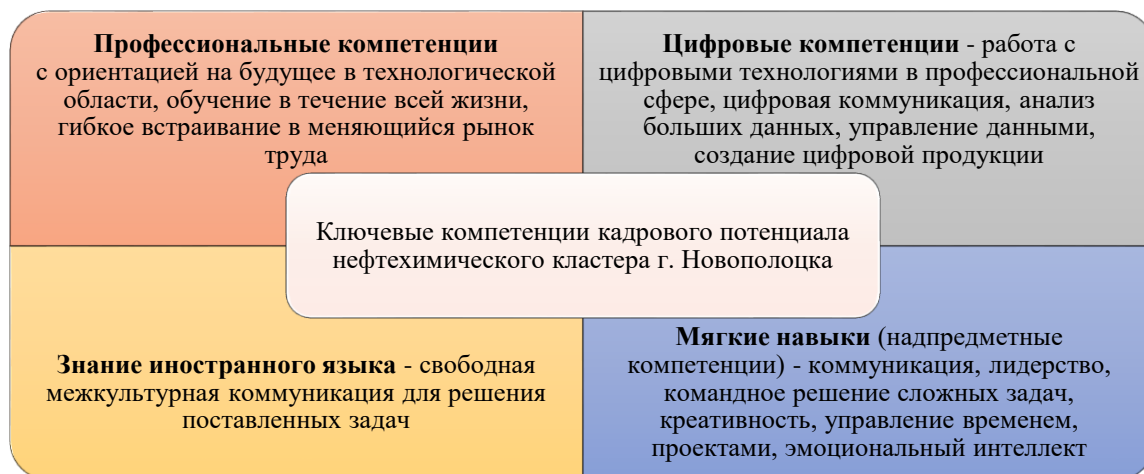 Профессиональные компетенции
с ориентацией на будущее в технологической
области, обучение в течение всей жизни,
гибкое встраивание в меняющийся рынок
труда
Цифровые компетенции - работа с
цифровыми технологиями в профессиональной
сфере, цифровая коммуникация, анализ
больших данных, управление данными,
создание цифровой продукции
Ключевые компетенции кадрового потенциала
нефтехимического кластера г. Новополоцка
Знание иностранного языка - свободная
межкультурная коммуникация для решения
поставленных задач
Мягкие навыки (надпредметные
компетенции) - коммуникация, лидерство,
командное решение сложных задач,
креативность, управление временем,
проектами, эмоциональный интеллект